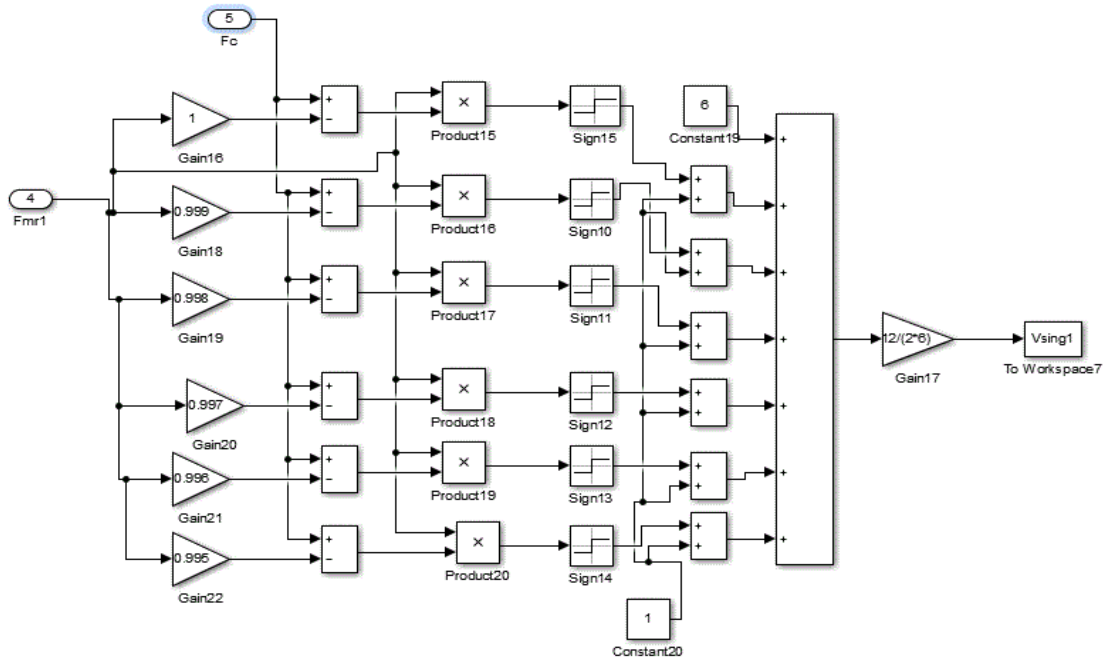 5
Fc
1
Gain16
+
−
×
Product15
Sign15
6
Constant19
+
4
Fmr1
0.999
Gain18
+
−
×
Product16
Sign10
+
+
+
0.998
Gain19
+
−
×
Product17
Sign11
+
+
+
+
+
+
0.997
Gain20
+
−
×
Product18
Sign12
+
+
+
0.996
Gain21
+
−
×
Product19
Sign13
+
+
+
0.995
Gain22
+
−
×
Product20
Sign14
+
+
+
1
Constant20
12/(2*6)
Gain17
Vsing1
To Workspace7